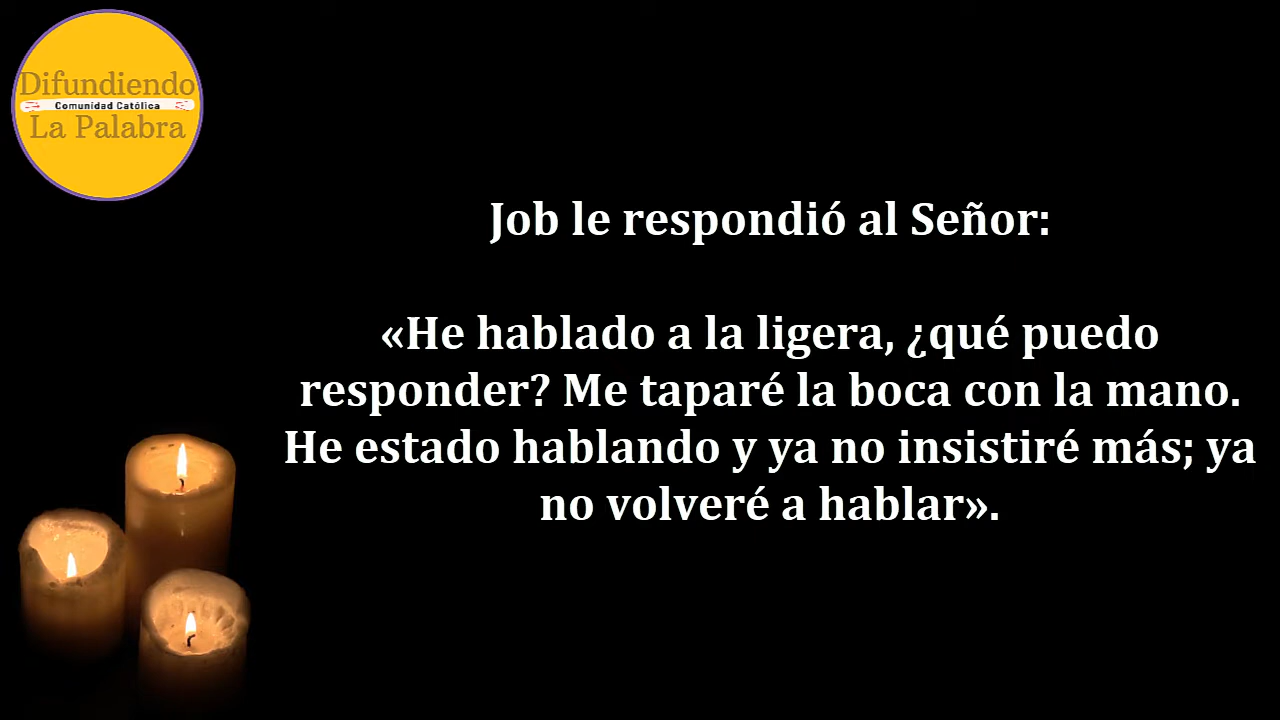 Difundiendo
Comunidad Católica
La Palabra
Job le respondió al Señor:
«He hablado a la ligera, ¿qué puedo
responder? Me taparé la boca con la mano.
He estado hablando y ya no insistiré más; ya
no volveré a hablar».